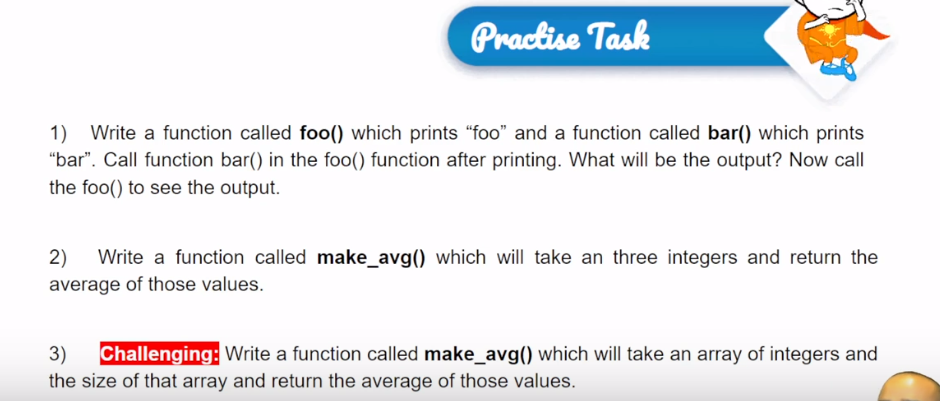 Practise Task
1) Write a function called foo() which prints “foo” and a function called bar() which prints
“bar”. Call function bar() in the foo() function after printing. What will be the output? Now call
the foo() to see the output.
2) Write a function called make_avg() which will take an three integers and return the
average of those values.
3) Challenging: Write a function called make_avg() which will take an array of integers and
the size of that array and return the average of those values.